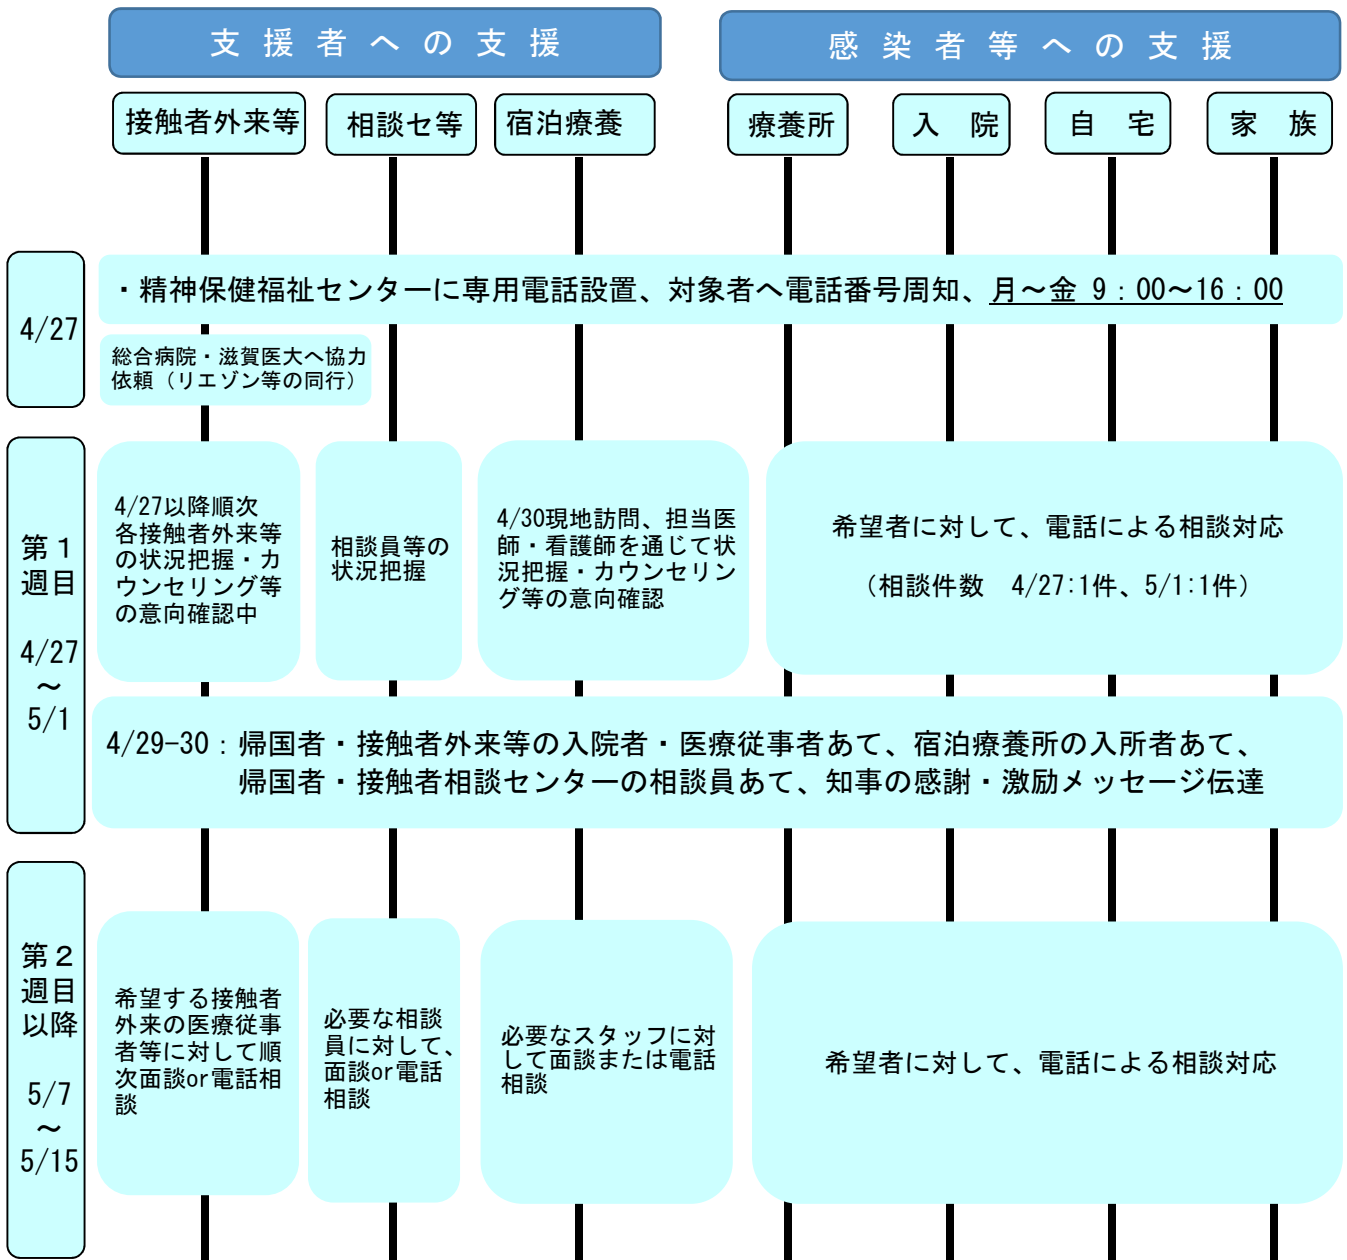 支援者への支援
感染者等への支援
接触者外来等
相談セ等
宿泊療養
療養所
入　院
自　宅
家　族
4/27
・精神保健福祉センターに専用電話設置、対象者へ電話番号周知、月～金 9：00～16：00
総合病院・滋賀医大へ協力
依頼（リエゾン等の同行）
第１
週目
4/27
～
5/1
4/27以降順次
各接触者外来等
の状況把握・カ
ウンセリング等
の意向確認中
相談員等の
状況把握
4/30現地訪問、担当医
師・看護師を通じて状
況把握・カウンセリン
グ等の意向確認
希望者に対して、電話による相談対応
（相談件数　4/27:1件、5/1:1件）
4/29-30：帰国者・接触者外来等の入院者・医療従事者あて、宿泊療養所の入所者あて、
帰国者・接触者相談センターの相談員あて、知事の感謝・激励メッセージ伝達
第２
週目
以降
5/7
～
5/15
希望する接触者
外来の医療従事
者等に対して順
次面談or電話相
談
必要な相談
員に対して、
面談or電話
相談
必要なスタッフに対
して面談または電話
相談
希望者に対して、電話による相談対応